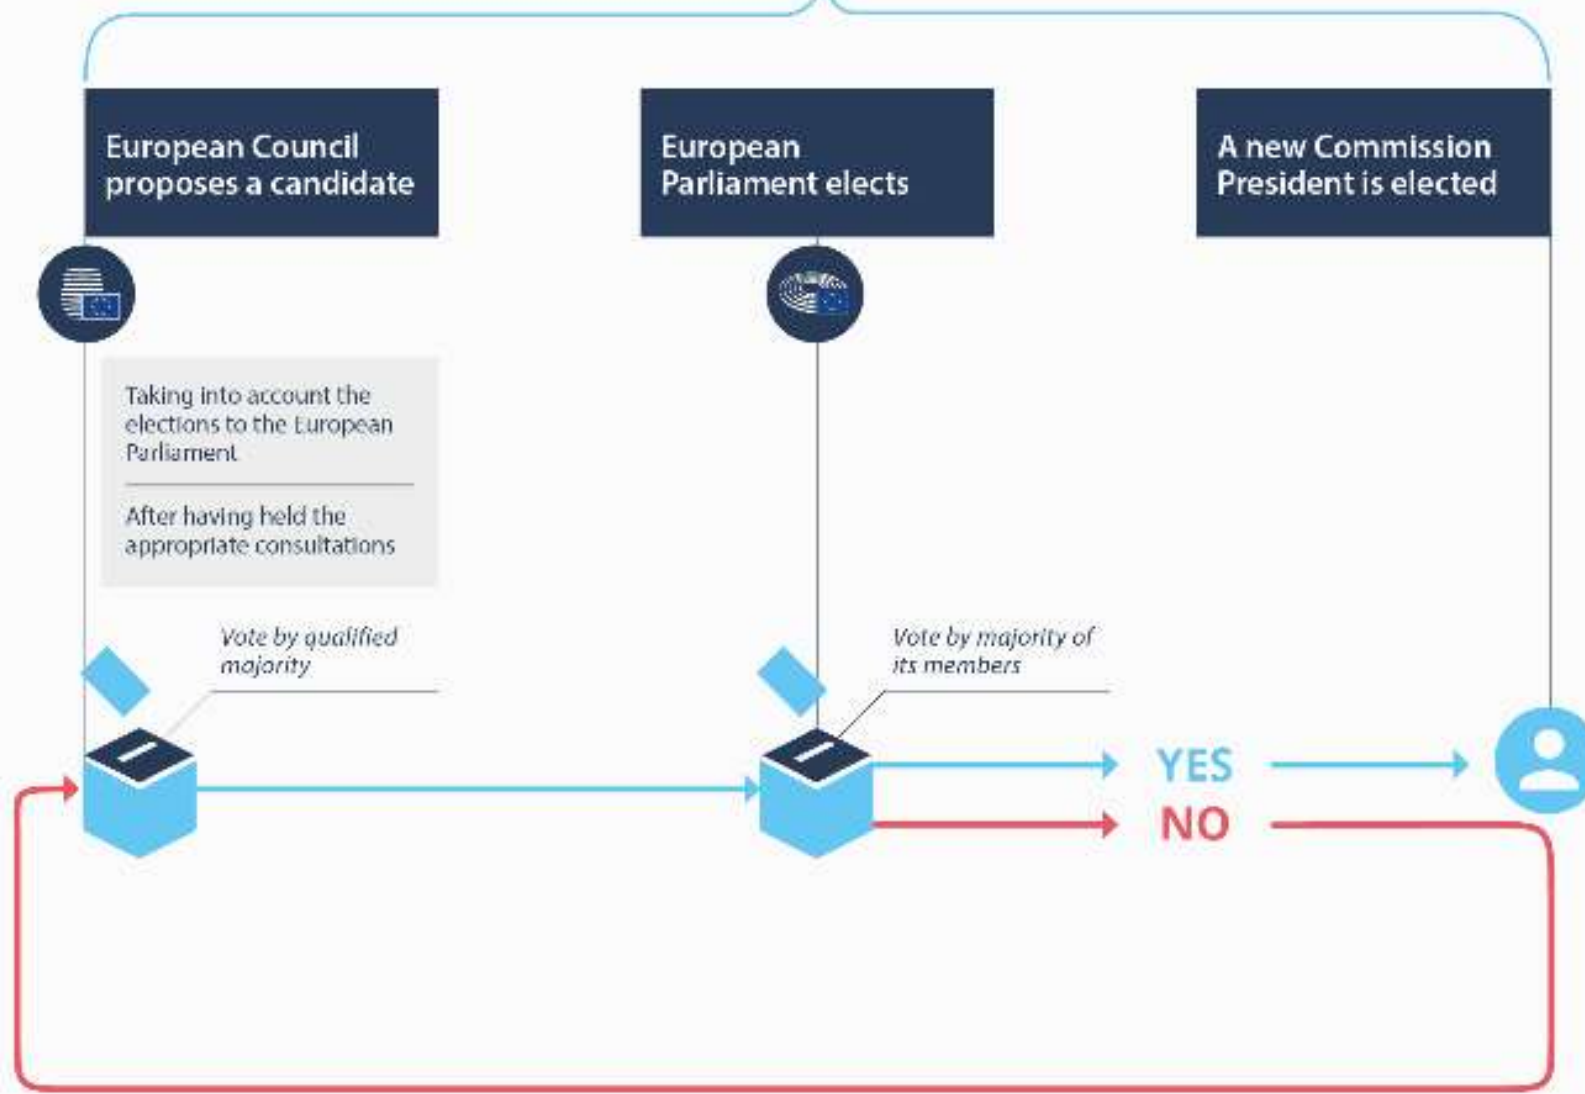 European Council
proposes a candidate
European
Parliament elects
A new Commission
President is elected
Taking into account the
elections to the European
Parliament
After having held the
appropriate consultations
Vote by qualified
majority
Vote by majority of
its members
YES
NO